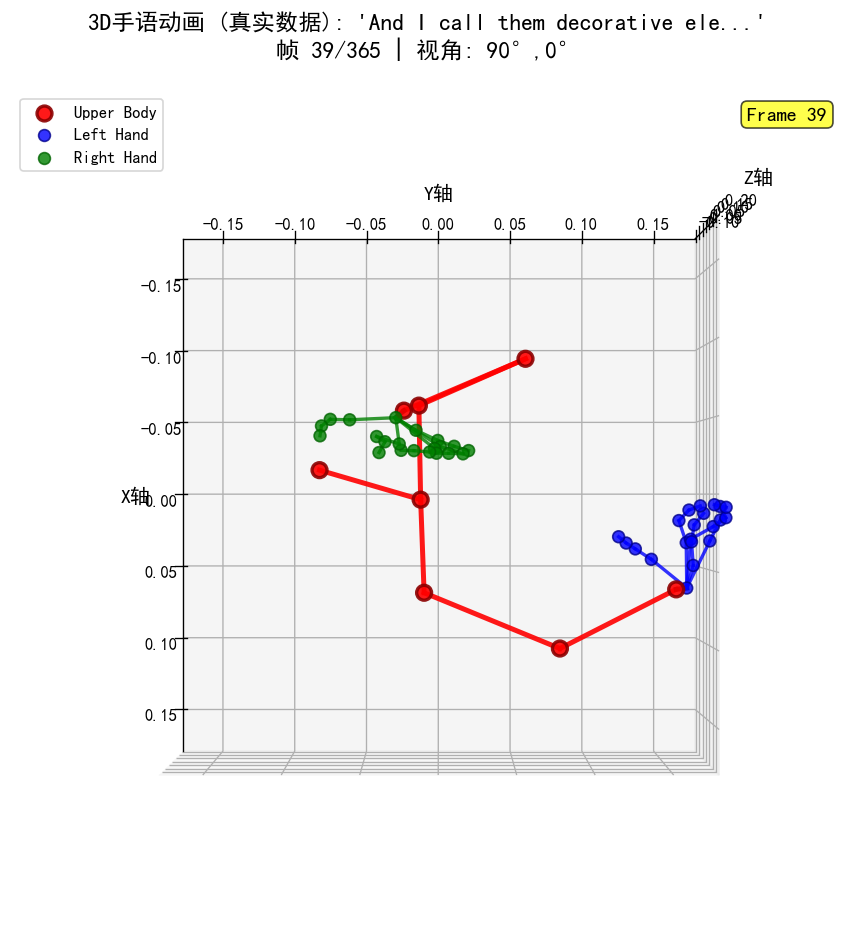 3D手语动画 (真实数据): 'And I call them decorative ele...'
帧 39/365 | 视角: 90°,0°
Upper Body
Left Hand
Right Hand
Frame 39
Z轴
Y轴
-0.15 -0.10 -0.05 0.00 0.05 0.10 0.15
-0.15
-0.10
-0.05
X轴
0.00
0.05
0.10
0.15